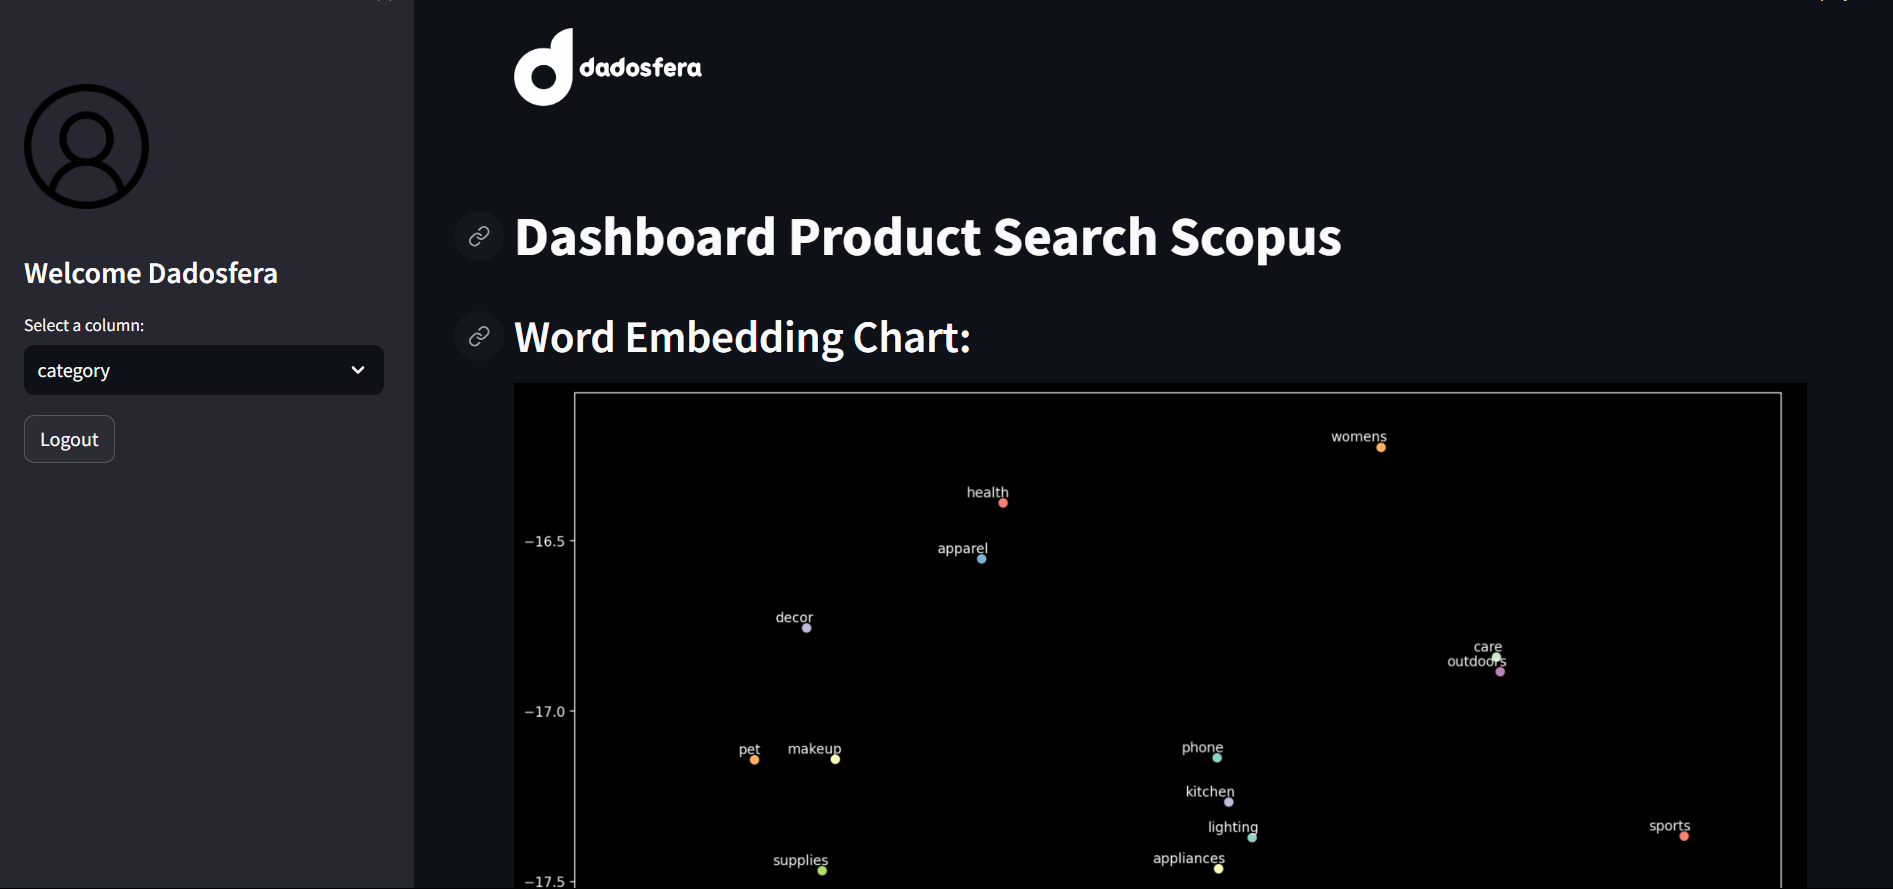 dadosfera
Welcome Dadosfera
Select a column:
category
Logout
Dashboard Product Search Scopus
Word Embedding Chart:
womens
health
−16.5
apparel
decor
care
outdoors
−17.0
pet
makeup
phone
kitchen
lighting
sports
supplies
appliances
−17.5